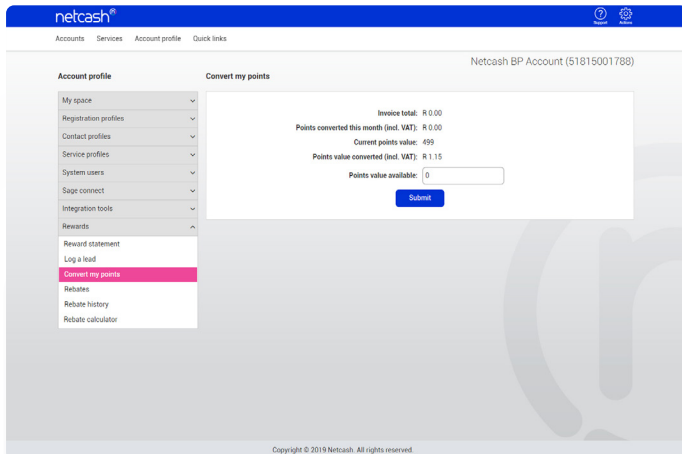 netcash®
Support
Actions
Accounts Services Account profile Quick links
Netcash BP Account (51815001788)
Account profile
Convert my points
My space
Registration profiles
Contact profiles
Service profiles
System users
Sage connect
Integration tools
Rewards
Reward statement
Log a lead
Convert my points
Rebates
Rebate history
Rebate calculator
Invoice total: R 0.00
Points converted this month (incl. VAT): R 0.00
Current points value: 499
Points value converted (incl. VAT): R 1.15
Points value available: 0
Submit
Copyright © 2019 Netcash. All rights reserved.